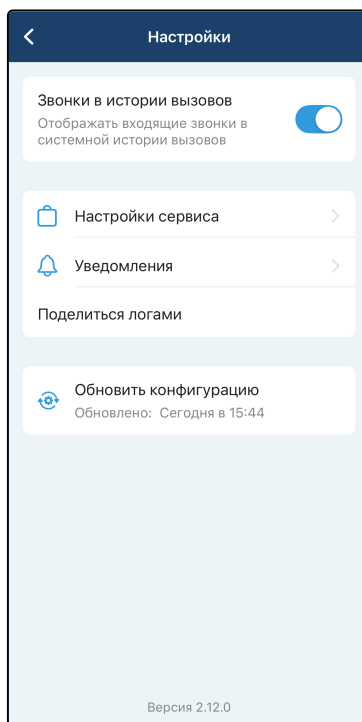 Настройки
Звонки в истории вызовов
Отображать входящие звонки в
системной истории вызовов
Настройки сервиса
Уведомления
Поделиться логами
Обновить конфигурацию
Обновлено: Сегодня в 15:44
Версия 2.12.0